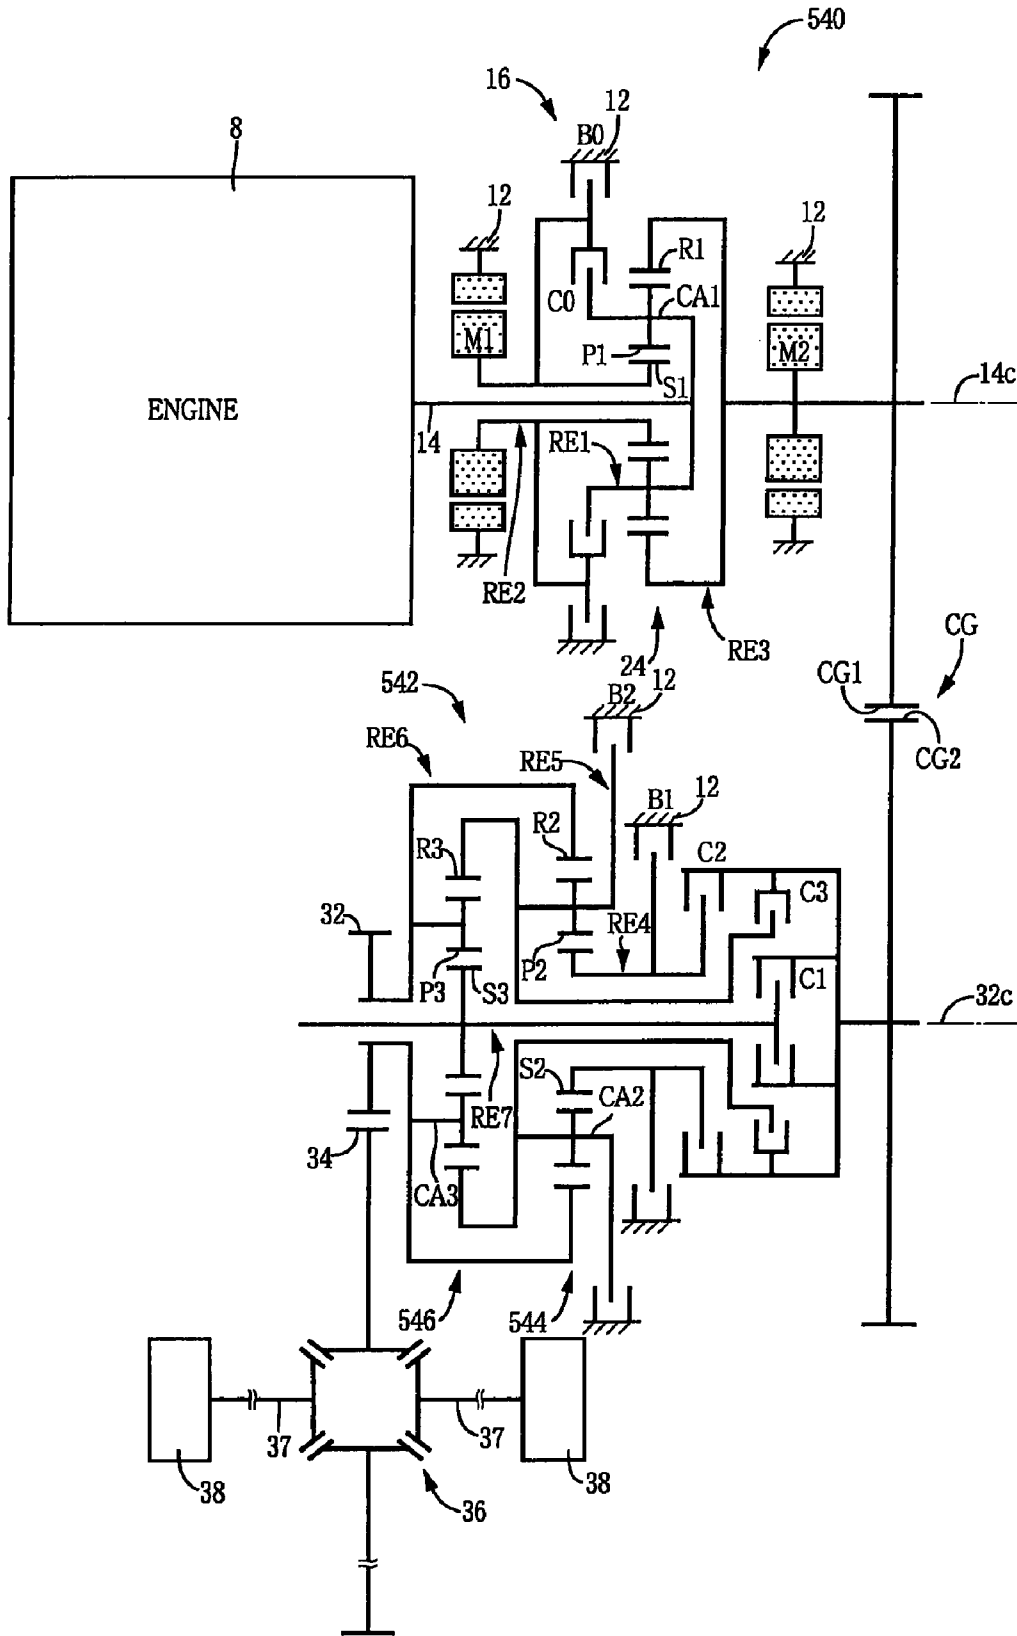 540
16
12
8
B0
12
12
R1
C0
CA1
M1
P1
M2
S1
14c
ENGINE
14
RE1
RE2
24
RE3
CG
542
B2
12
CG1
RE6
RE5
CG2
B1
12
R2
R3
C2
C3
32
RE4
P3
S3
P2
C1
32c
S2
CA2
RE7
34
CA3
546
544
37
37
38
38
36